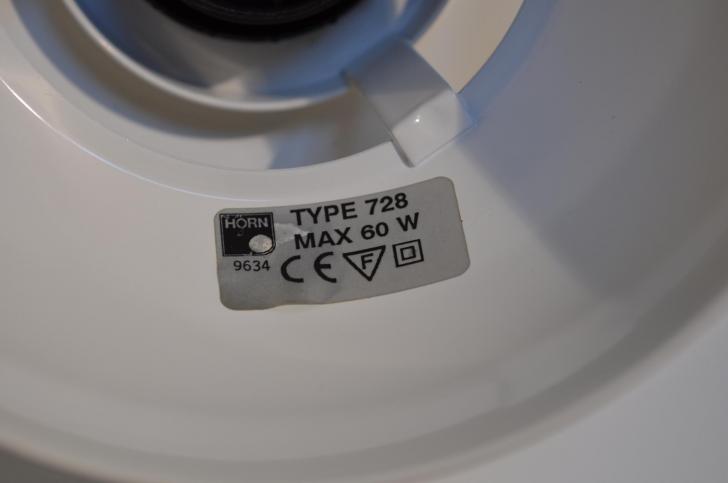 HORN
TYPE 728
MAX 60 W
9634
CE F